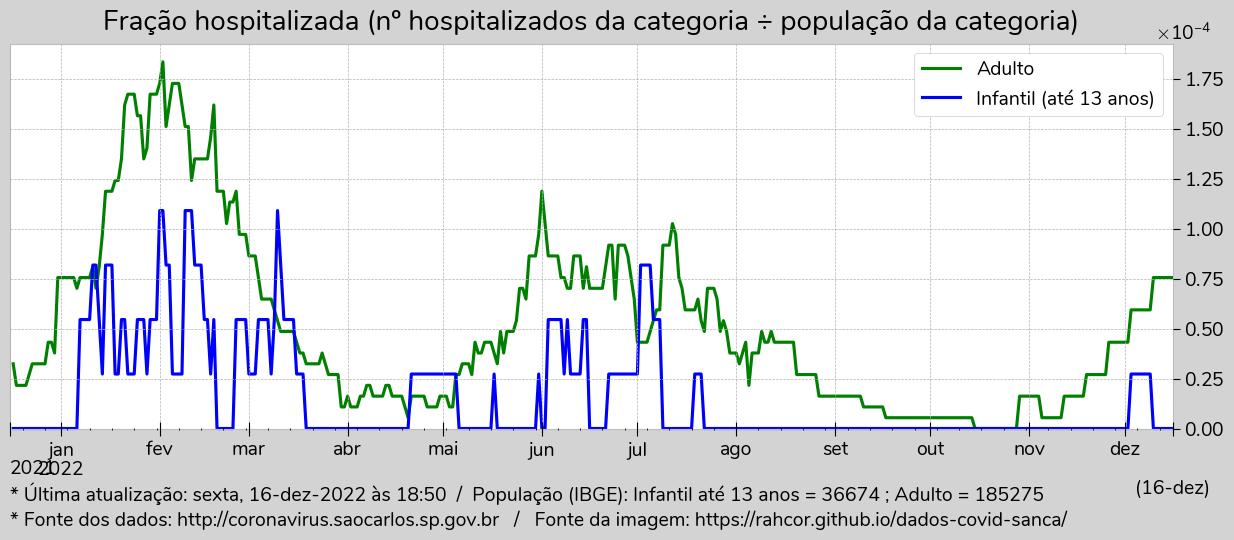 Fração hospitalizada (nº hospitalizados da categoria ÷ população da categoria)
×10⁻⁴
Adulto
Infantil (até 13 anos)
1.75
1.50
1.25
1.00
0.75
0.50
0.25
0.00
jan fev mar abr mai jun jul ago set out nov dez
2021 2022
(16-dez)
* Última atualização: sexta, 16-dez-2022 às 18:50 / População (IBGE): Infantil até 13 anos = 36674 ; Adulto = 185275
* Fonte dos dados: http://coronavirus.saocarlos.sp.gov.br / Fonte da imagem: https://rahcor.github.io/dados-covid-sanca/